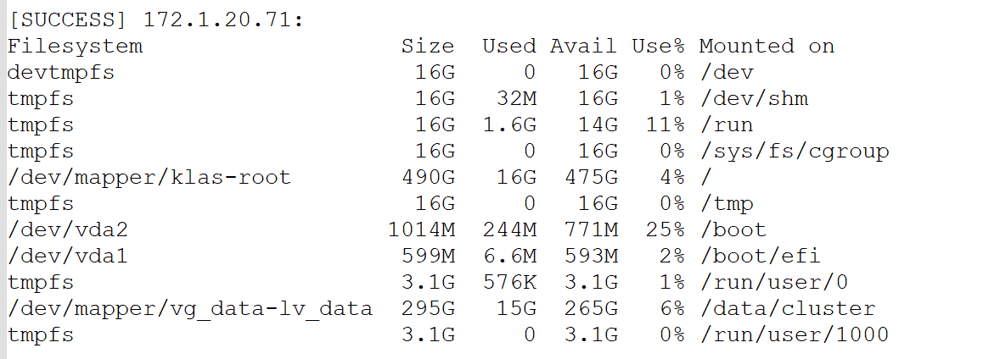 [SUCCESS] 172.1.20.71:
Filesystem                   Size  Used Avail Use% Mounted on
devtmpfs                      16G     0   16G   0% /dev
tmpfs                         16G   32M   16G   1% /dev/shm
tmpfs                         16G  1.6G   14G  11% /run
tmpfs                         16G     0   16G   0% /sys/fs/cgroup
/dev/mapper/klas-root        490G   16G  475G   4% /
tmpfs                         16G     0   16G   0% /tmp
/dev/vda2                   1014M  244M  771M  25% /boot
/dev/vda1                    599M  6.6M  593M   2% /boot/efi
tmpfs                        3.1G  576K  3.1G   1% /run/user/0
/dev/mapper/vg_data-lv_data  295G   15G  265G   6% /data/cluster
tmpfs                        3.1G     0  3.1G   0% /run/user/1000